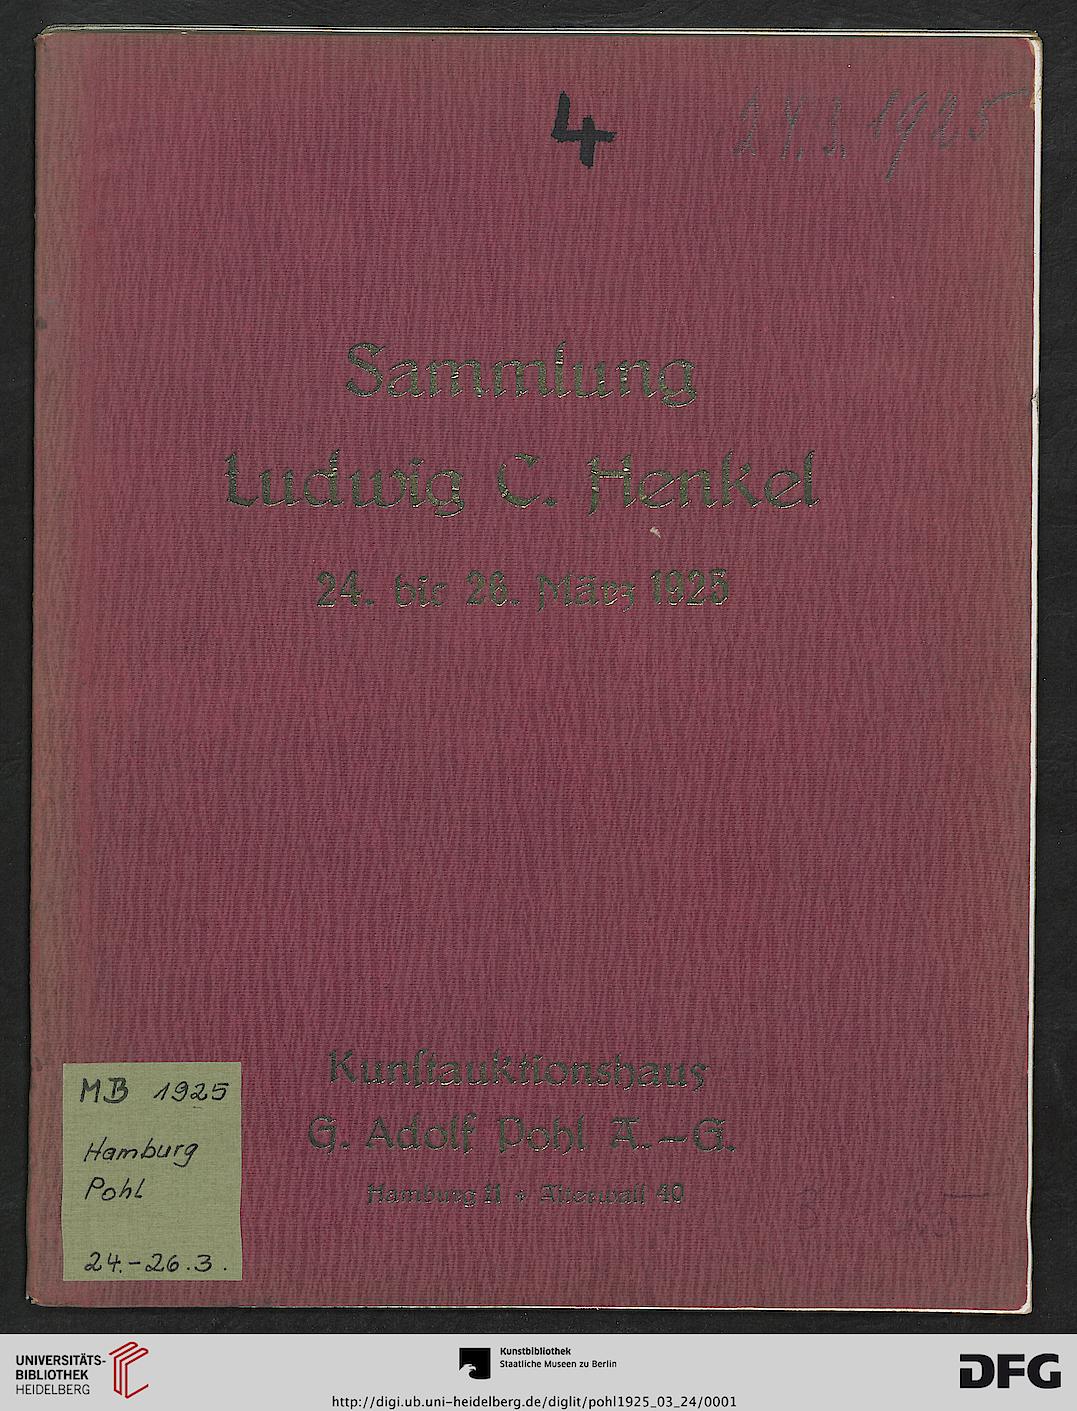 4
24.3.1925
Sammlung
Ludwig C. Henkel
24. bis 26. März 1925
Kunſtauktionshaus
G. Adolf Pohl A.-G.
Hamburg 11 + Alterwall 40
MB 1925
Hamburg
Pohl
24.-26.3.
UNIVERSITÄTS-
BIBLIOTHEK
HEIDELBERG
Kunstbibliothek
Staatliche Museen zu Berlin
DFG
http://digi.ub.uni-heidelberg.de/diglit/pohl1925_03_24/0001